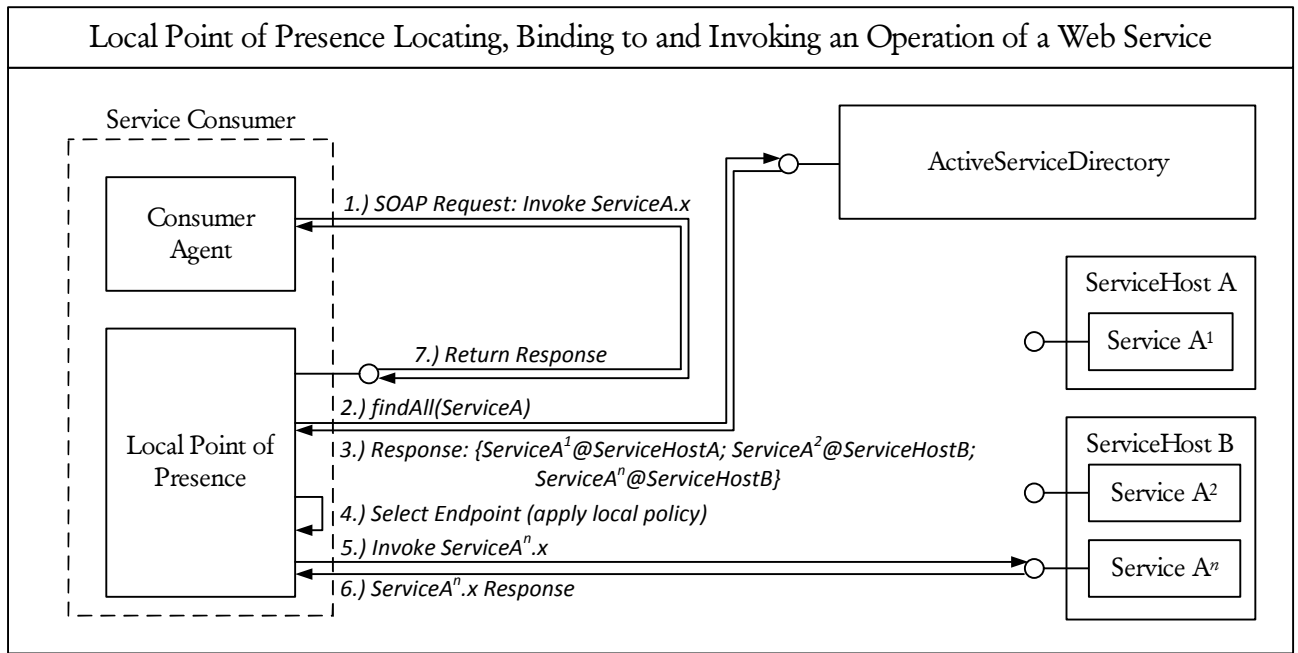 Local Point of Presence Locating, Binding to and Invoking an Operation of a Web Service
Service Consumer
ActiveServiceDirectory
Consumer
Agent
1.) SOAP Request: Invoke ServiceA.x
ServiceHost A
Service A¹
7.) Return Response
2.) findAll(ServiceA)
Local Point of
Presence
3.) Response: {ServiceA¹@ServiceHostA; ServiceA²@ServiceHostB;
ServiceAⁿ@ServiceHostB}
ServiceHost B
Service A²
4.) Select Endpoint (apply local policy)
5.) Invoke ServiceAⁿ.x
Service Aⁿ
6.) ServiceAⁿ.x Response